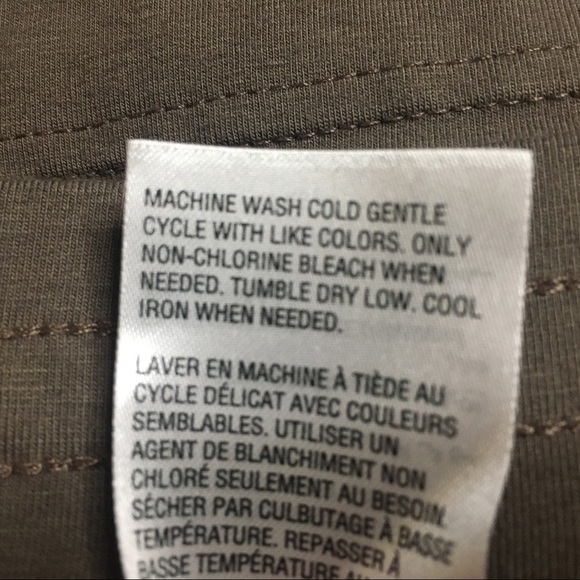 MACHINE WASH COLD GENTLE
CYCLE WITH LIKE COLORS. ONLY
NON-CHLORINE BLEACH WHEN
NEEDED. TUMBLE DRY LOW. COOL
IRON WHEN NEEDED.
LAVER EN MACHINE À TIÈDE AU
CYCLE DÉLICAT AVEC COULEURS
SEMBLABLES. UTILISER UN
AGENT DE BLANCHIMENT NON
CHLORÉ SEULEMENT AU BESOIN.
SÉCHER PAR CULBUTAGE À BASSE
TEMPÉRATURE. REPASSER À
BASSE TEMPÉRATURE AU